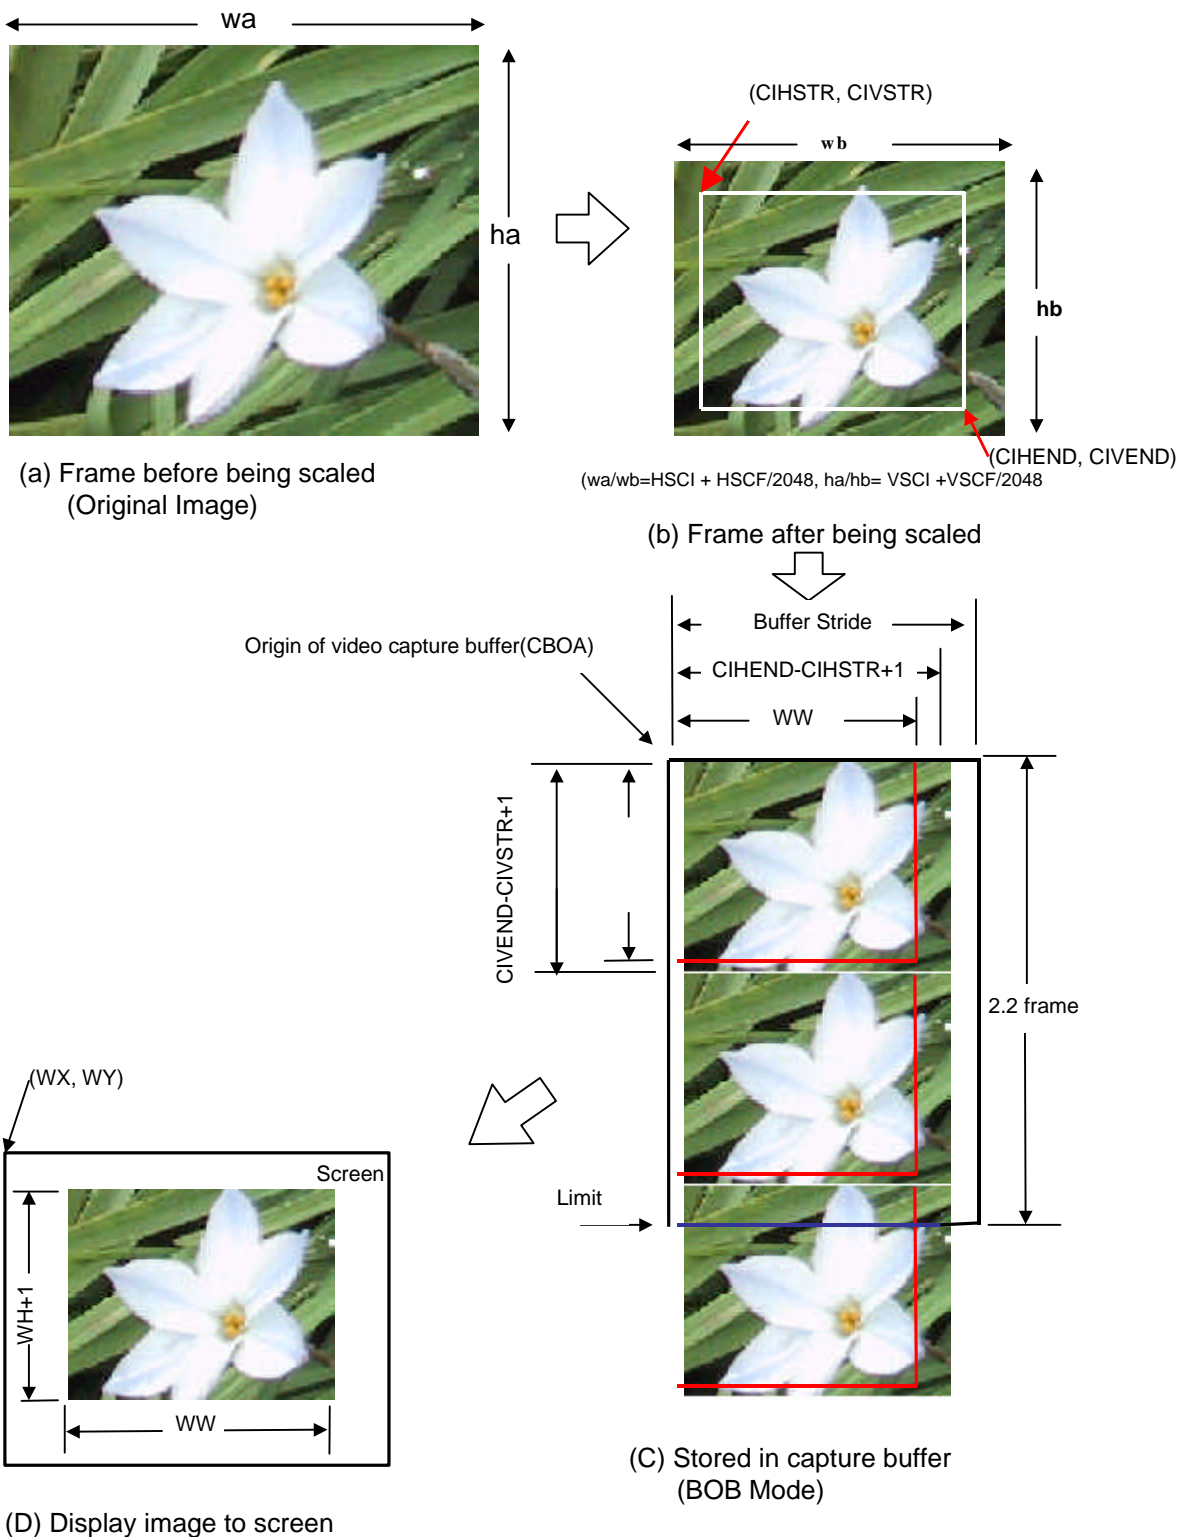 wa
ha
(a) Frame before being scaled
(Original Image)
(CIHSTR, CIVSTR)
wb
hb
(CIHEND, CIVEND)
(wa/wb=HSCI + HSCF/2048, ha/hb= VSCI +VSCF/2048
(b) Frame after being scaled
Buffer Stride
Origin of video capture buffer(CBOA)
CIHEND-CIHSTR+1
WW
CIVEND-CIVSTR+1
2.2 frame
Limit
(C) Stored in capture buffer
(BOB Mode)
(WX, WY)
Screen
WH+1
WW
(D) Display image to screen